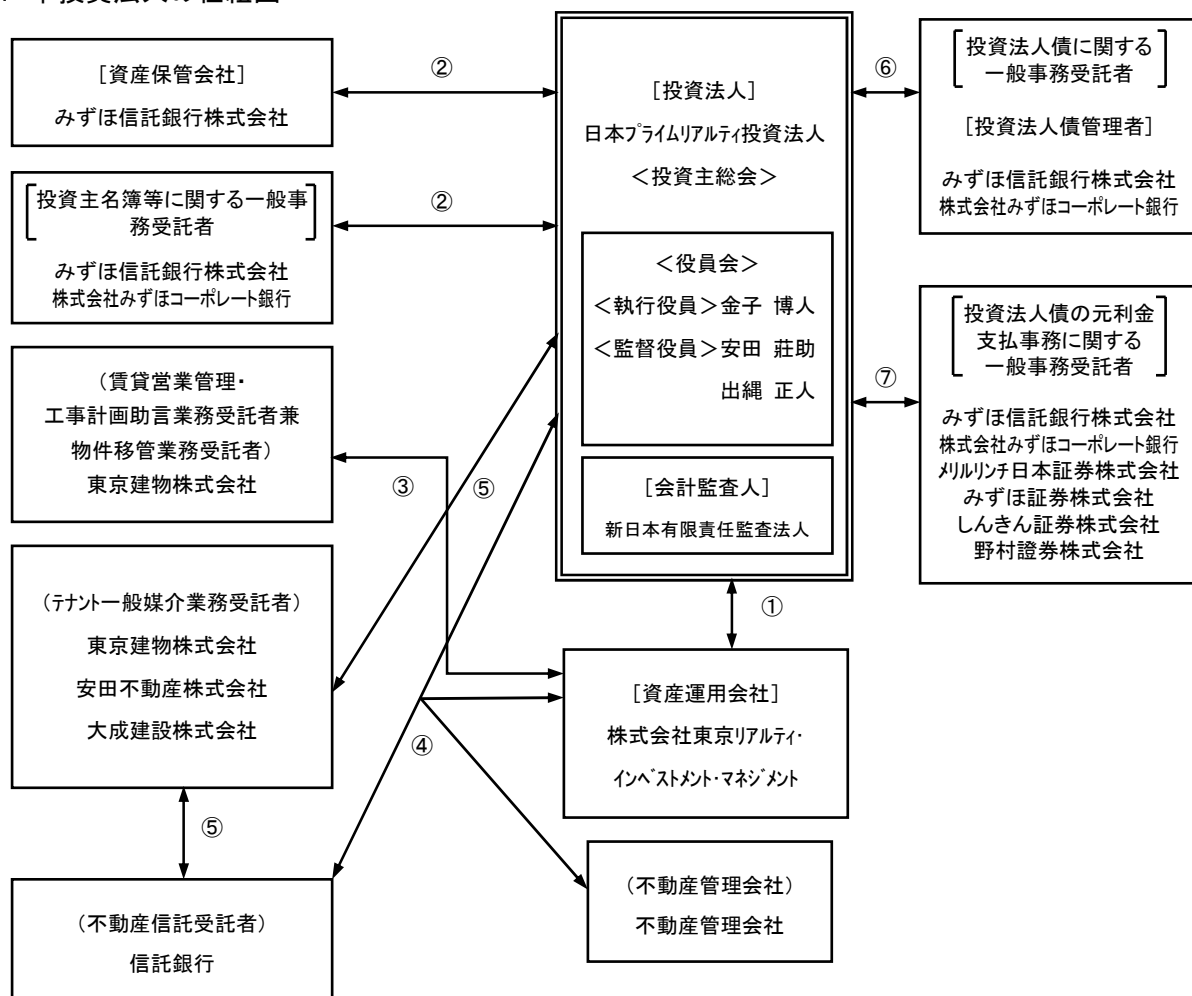 本投資法人の仕組図
[資産保管会社]
みずほ信託銀行株式会社
②
投資主名簿等に関する一般事
務受託者
みずほ信託銀行株式会社
株式会社みずほコーポレート銀行
②
(賃貸営業管理・
工事計画助言業務受託者兼
物件移管業務受託者)
東京建物株式会社
③
⑤
(テナント一般媒介業務受託者)
東京建物株式会社
安田不動産株式会社
大成建設株式会社
④
⑤
(不動産信託受託者)
信託銀行
[投資法人]
日本プライムリアルティ投資法人
<投資主総会>
<役員会>
<執行役員>金子 博人
<監督役員>安田 莊助
出縄 正人
[会計監査人]
新日本有限責任監査法人
①
[資産運用会社]
株式会社東京リアルティ・
インベストメント・マネジメント
(不動産管理会社)
不動産管理会社
⑥
投資法人債に関する
一般事務受託者
[投資法人債管理者]
みずほ信託銀行株式会社
株式会社みずほコーポレート銀行
⑦
投資法人債の元利金
支払事務に関する
一般事務受託者
みずほ信託銀行株式会社
株式会社みずほコーポレート銀行
メリルリンチ日本証券株式会社
みずほ証券株式会社
しんきん証券株式会社
野村證券株式会社